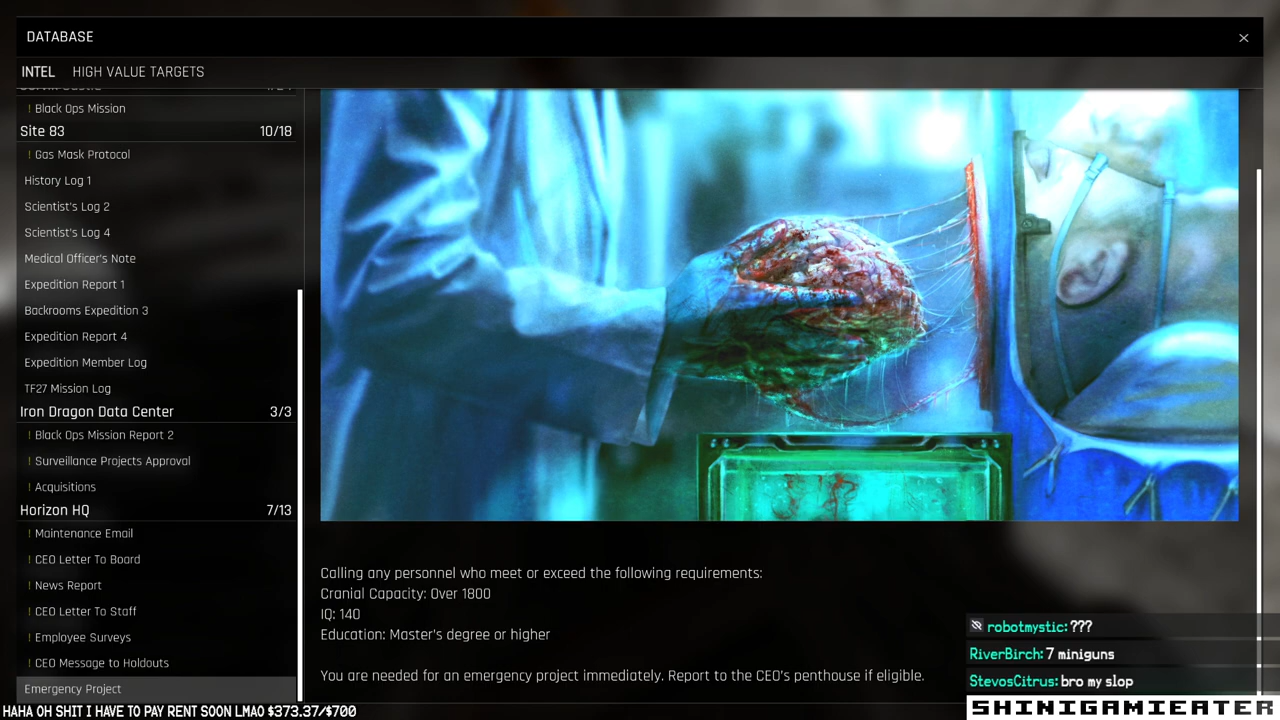 DATABASE
INTEL HIGH VALUE TARGETS
! Black Ops Mission
Site 83 10/18
! Gas Mask Protocol
History Log 1
Scientist's Log 2
Scientist's Log 4
Medical Officer's Note
Expedition Report 1
Backrooms Expedition 3
Expedition Report 4
Expedition Member Log
TF27 Mission Log
Iron Dragon Data Center 3/3
! Black Ops Mission Report 2
! Surveillance Projects Approval
! Acquisitions
Horizon HQ 7/13
! Maintenance Email
! CEO Letter To Board
! News Report
! CEO Letter To Staff
! Employee Surveys
! CEO Message to Holdouts
Emergency Project
Calling any personnel who meet or exceed the following requirements:
Cranial Capacity: Over 1800
IQ: 140
Education: Master's degree or higher
You are needed for an emergency project immediately. Report to the CEO's penthouse if eligible.
robotmystic: ???
RiverBirch: 7 miniguns
StevosCitrus: bro my slop
SHINIGAMIEATER
HAHA OH SHIT I HAVE TO PAY RENT SOON LMAO $373.37/$700